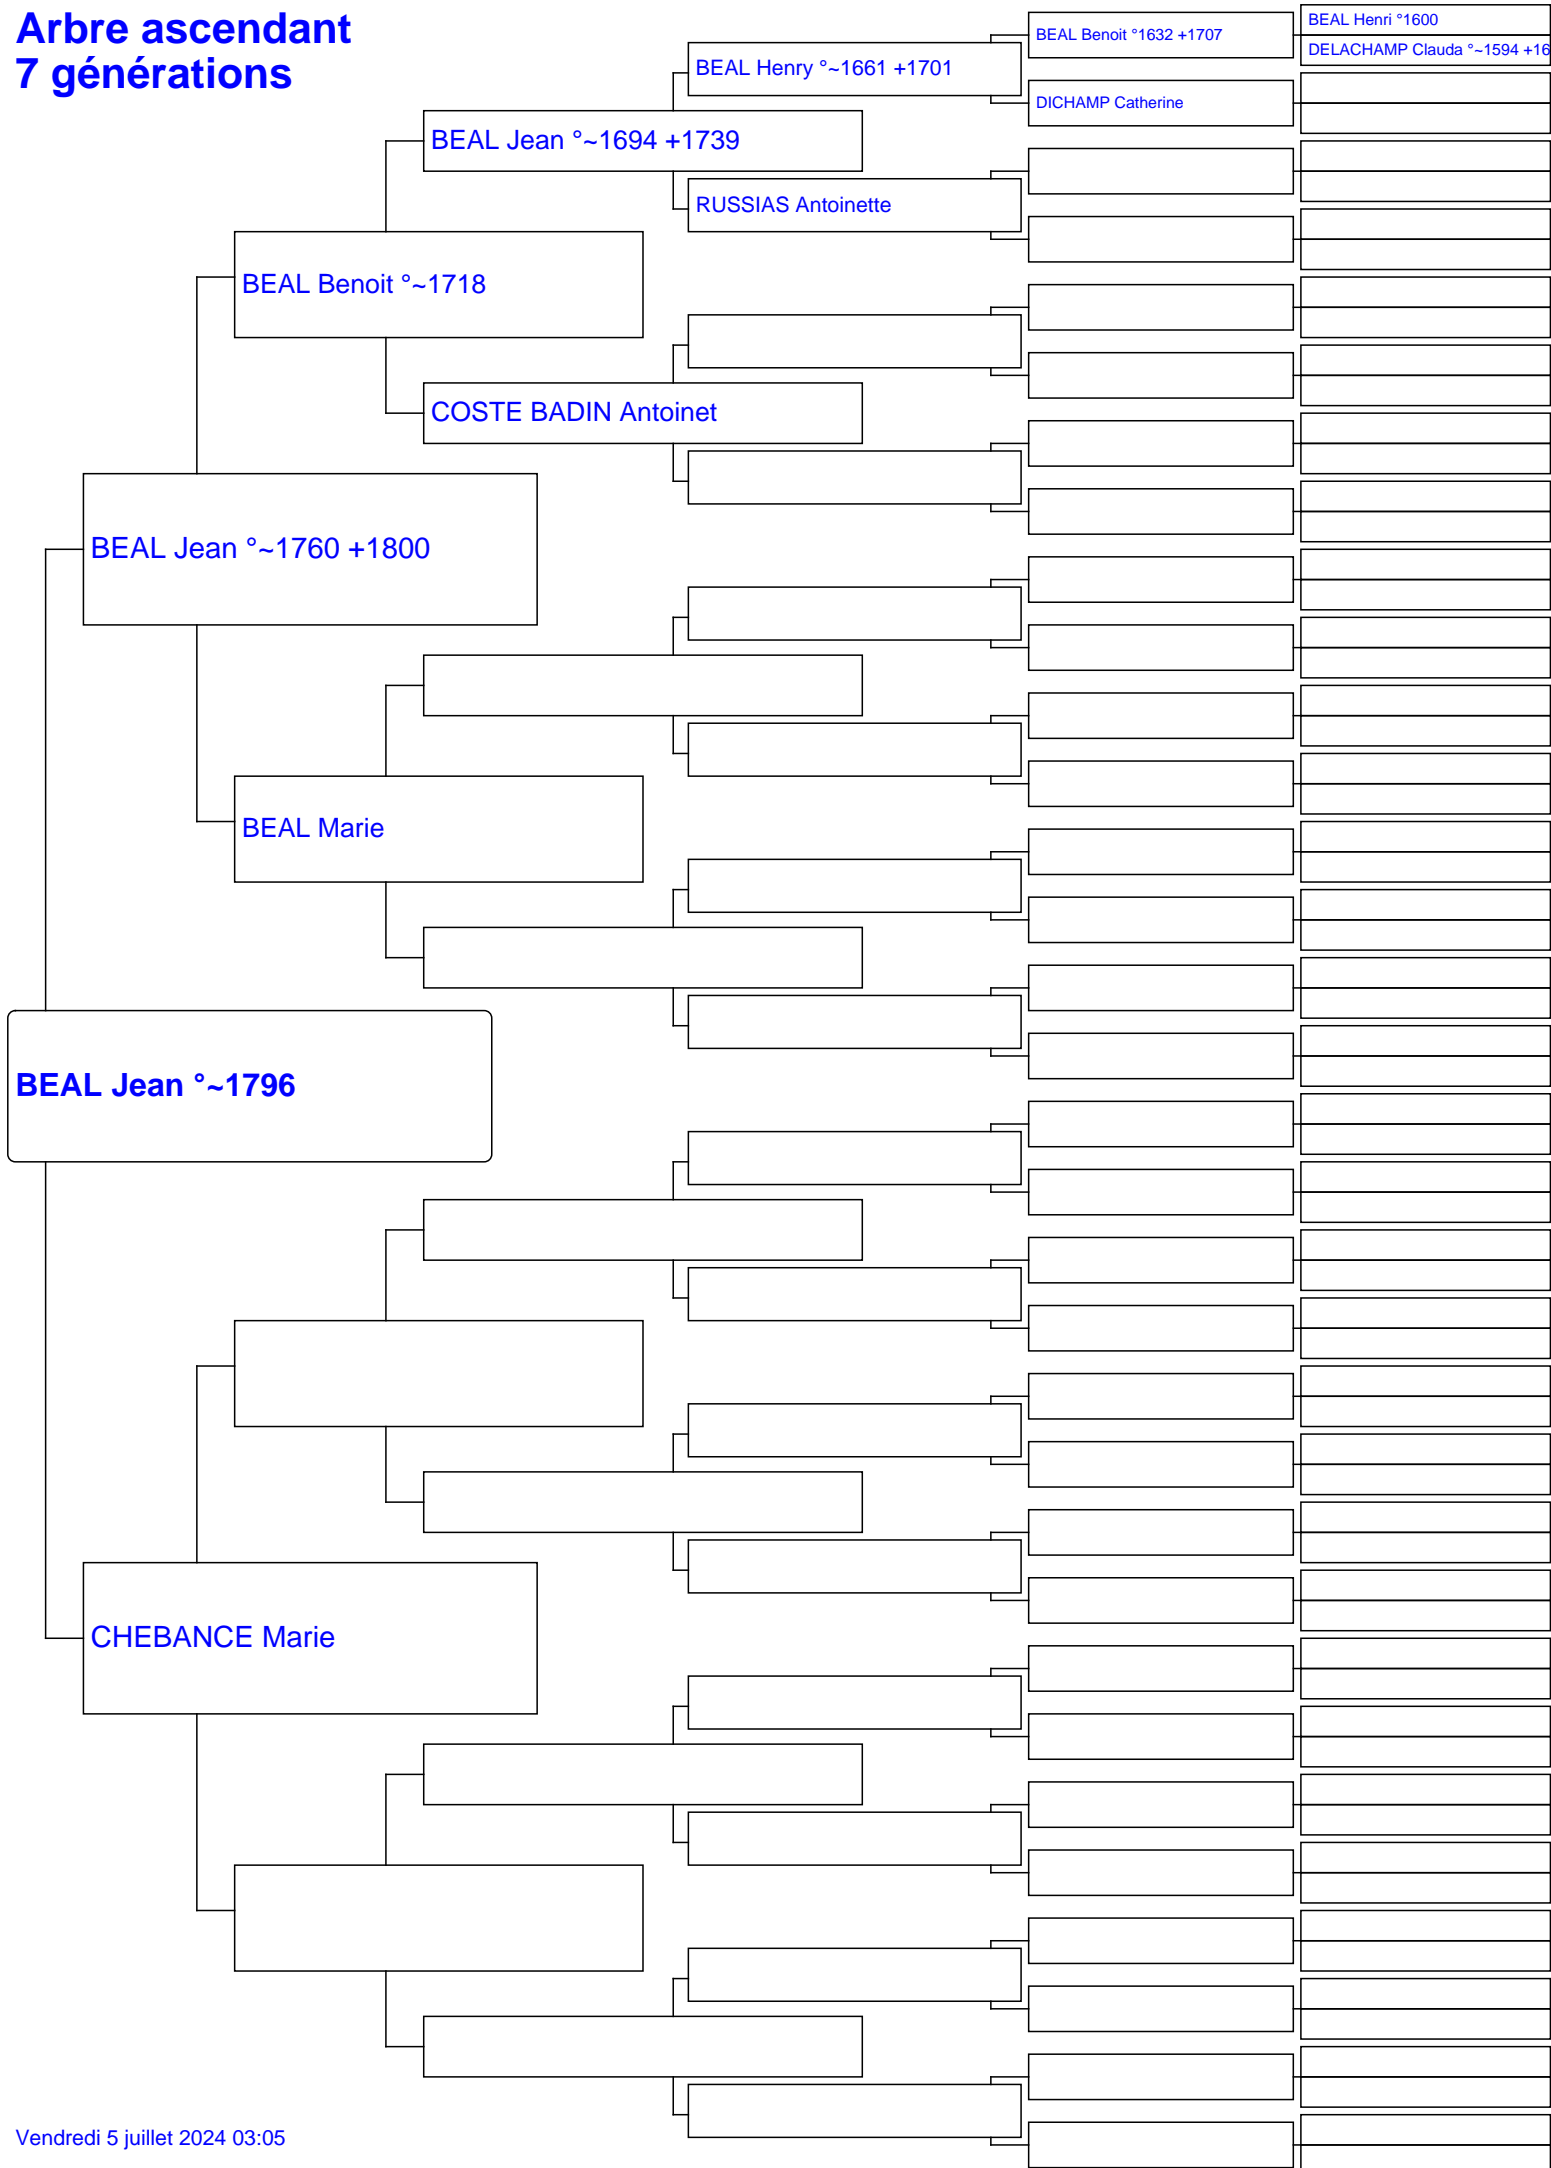 Arbre ascendant
7 générations
BEAL Henri °1600
BEAL Benoit °1632 +1707
DELACHAMP Clauda °~1594 +16
BEAL Henry °~1661 +1701
DICHAMP Catherine
BEAL Jean °~1694 +1739
RUSSIAS Antoinette
BEAL Benoit °~1718
COSTE BADIN Antoinet
BEAL Jean °~1760 +1800
BEAL Marie
BEAL Jean °~1796
CHEBANCE Marie
Vendredi 5 juillet 2024 03:05